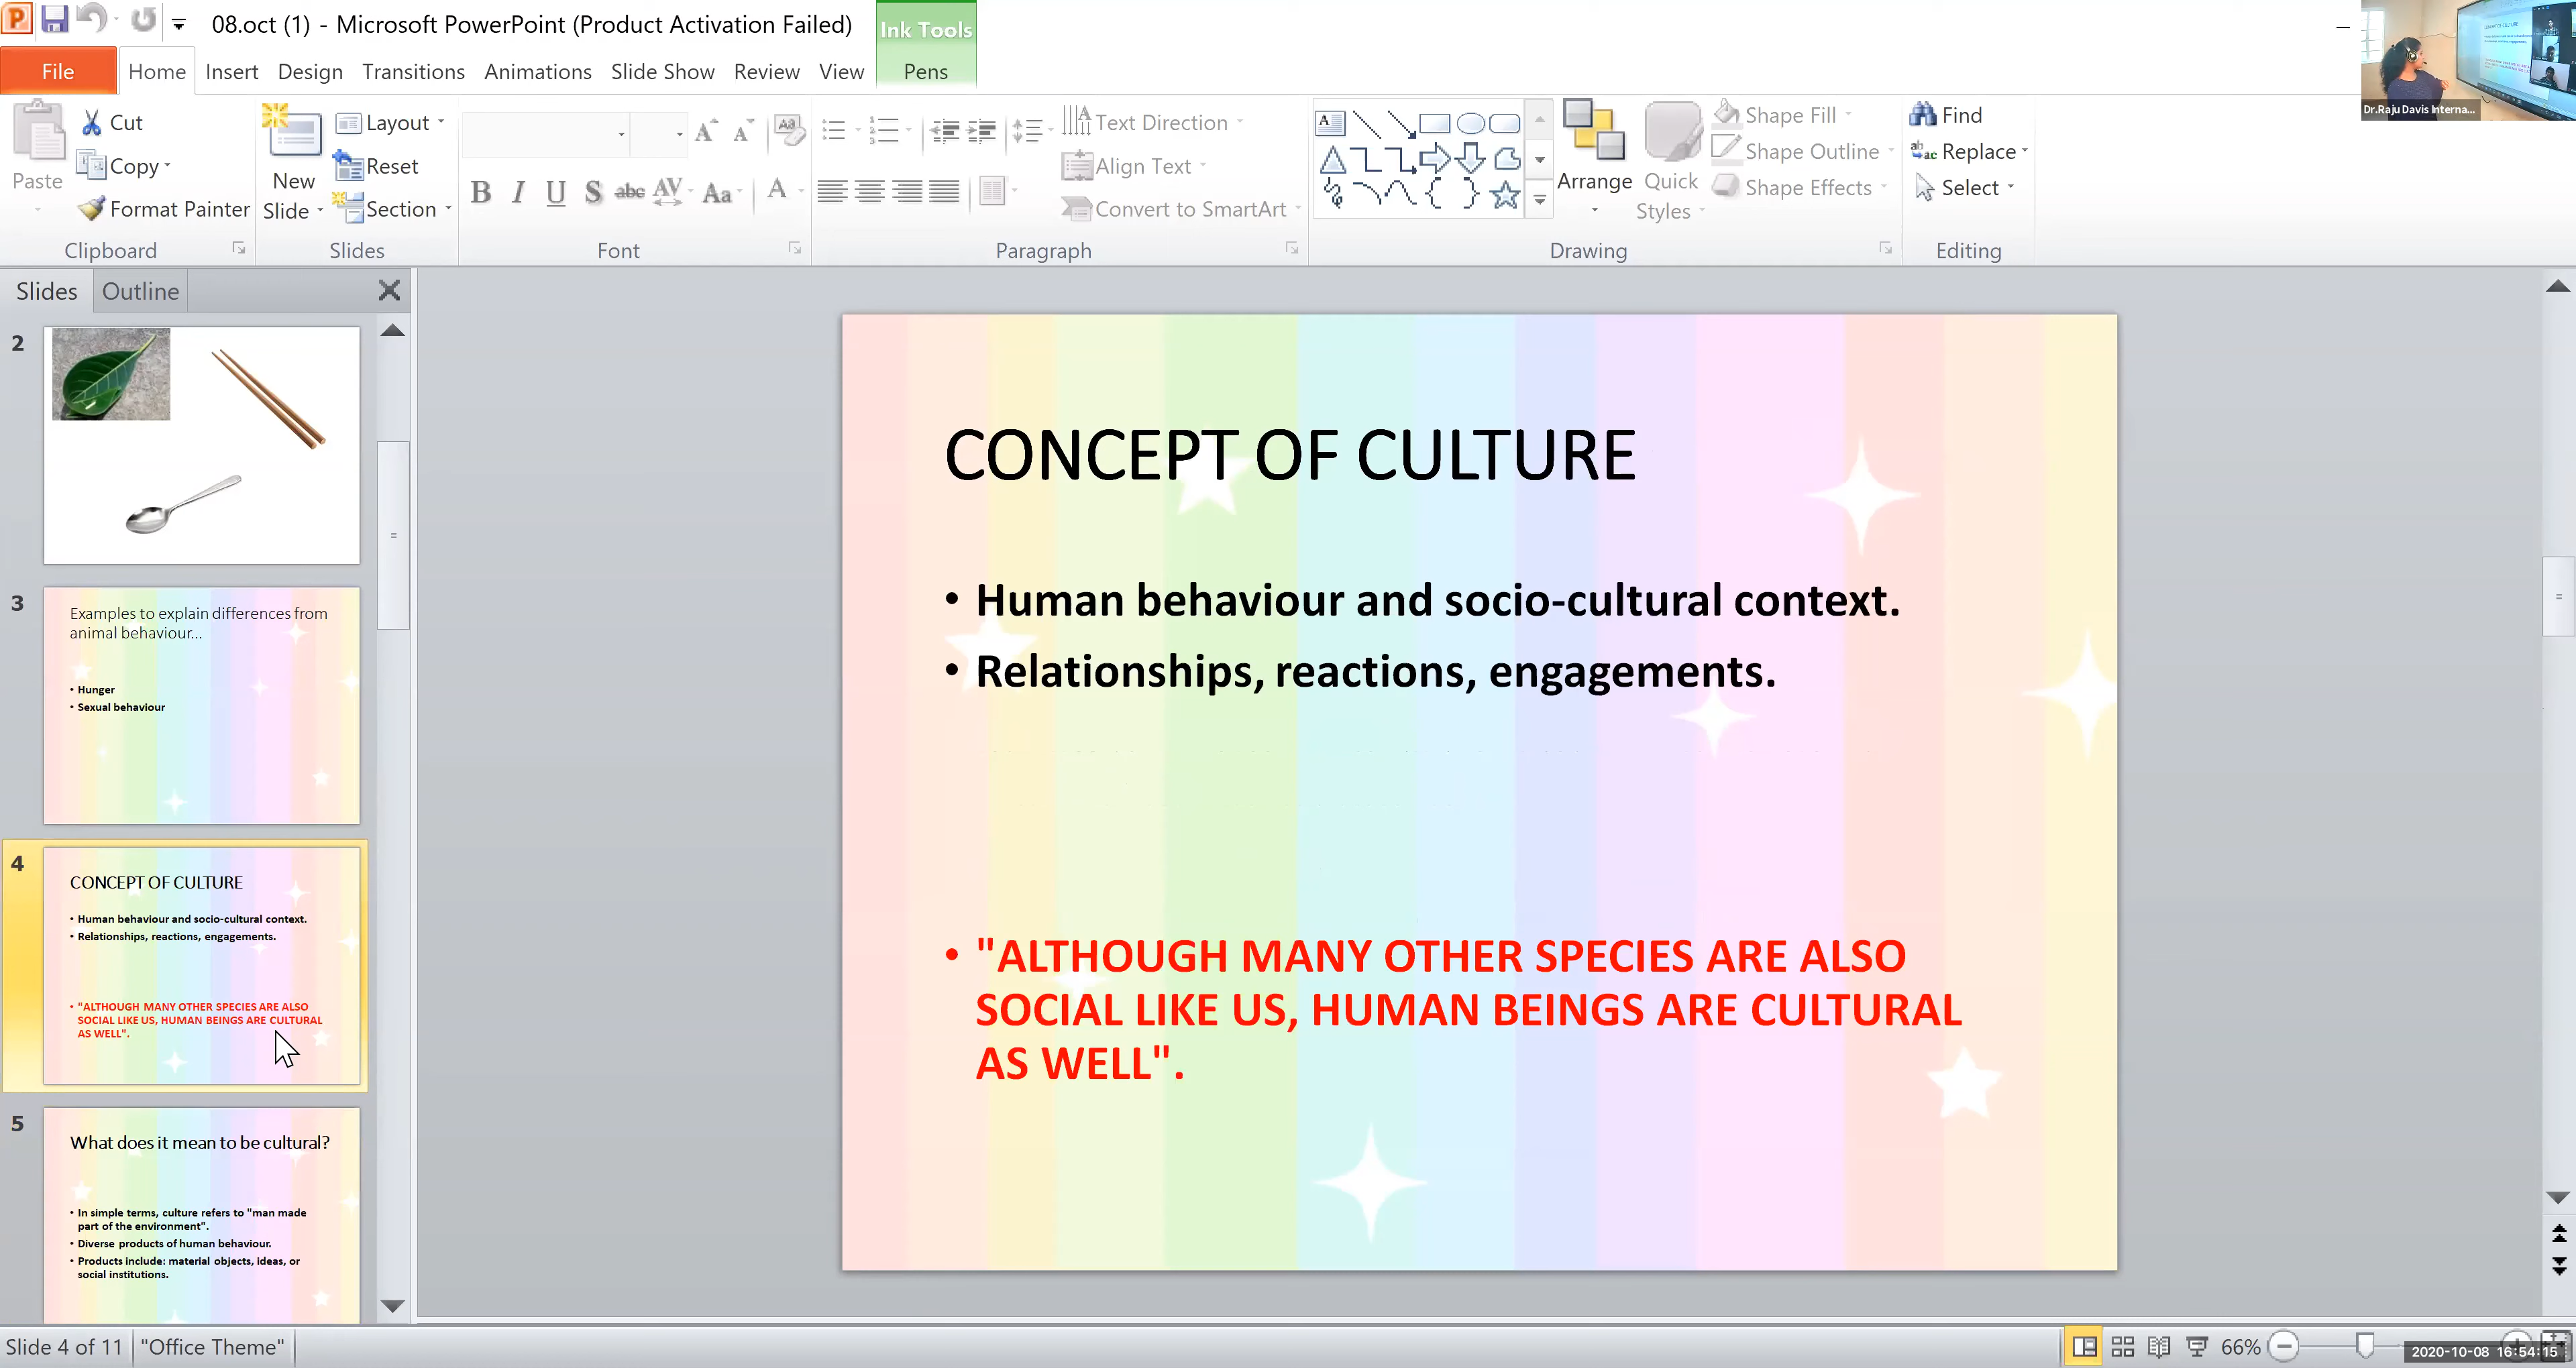 08.oct (1) - Microsoft PowerPoint (Product Activation Failed)
Ink Tools
File Home Insert Design Transitions Animations Slide Show Review View Pens
Paste
Cut
Copy
Format Painter
Clipboard
New Slide
Layout
Reset
Section
Slides
Font
Text Direction
Align Text
Convert to SmartArt
Paragraph
Arrange
Quick Styles
Shape Fill
Shape Outline
Shape Effects
Drawing
Find
Replace
Select
Editing
Dr.Raju Davis Interna...
Slides Outline
2
3
Examples to explain differences from
animal behaviour...
• Hunger
• Sexual behaviour
4
CONCEPT OF CULTURE
• Human behaviour and socio-cultural context.
• Relationships, reactions, engagements.
• "ALTHOUGH MANY OTHER SPECIES ARE ALSO
SOCIAL LIKE US, HUMAN BEINGS ARE CULTURAL
AS WELL".
5
What does it mean to be cultural?
• In simple terms, culture refers to "man made
part of the environment".
• Diverse products of human behaviour.
• Products include: material objects, ideas, or
social institutions.
CONCEPT OF CULTURE
• Human behaviour and socio-cultural context.
• Relationships, reactions, engagements.
• "ALTHOUGH MANY OTHER SPECIES ARE ALSO
SOCIAL LIKE US, HUMAN BEINGS ARE CULTURAL
AS WELL".
Slide 4 of 11 "Office Theme" 66%
2020-10-08 16:54:15